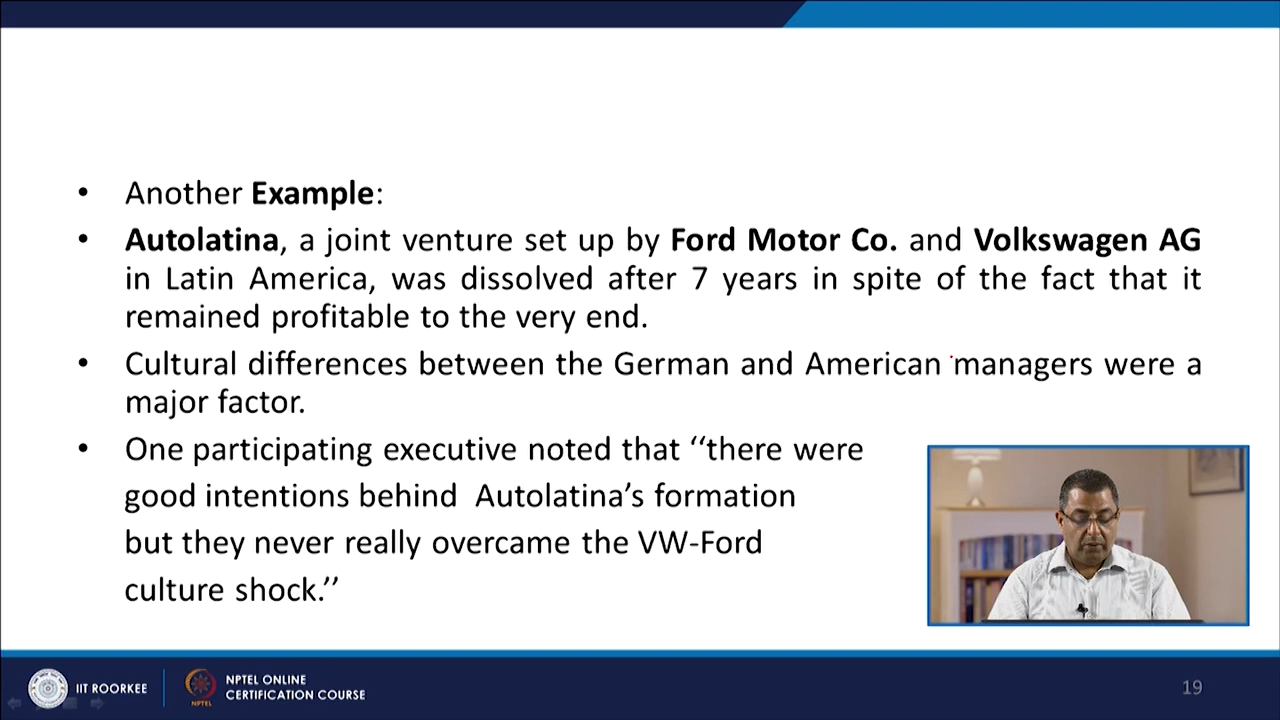 • Another Example:
• Autolatina, a joint venture set up by Ford Motor Co. and Volkswagen AG
in Latin America, was dissolved after 7 years in spite of the fact that it
remained profitable to the very end.
• Cultural differences between the German and American managers were a
major factor.
• One participating executive noted that ‘‘there were
good intentions behind Autolatina’s formation
but they never really overcame the VW-Ford
culture shock.’’
IIT ROORKEE
NPTEL
NPTEL ONLINE
CERTIFICATION COURSE
19